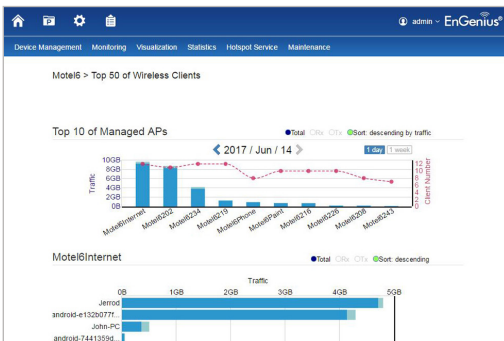 admin EnGenius®
Device Management Monitoring Visualization Statistics Hotspot Service Maintenance
Motel6 > Top 50 of Wireless Clients
Top 10 of Managed APs
Total Rx Tx Sort: descending by traffic
2017 / Jun / 14
1 day 1 week
10GB
8GB
6GB
4GB
2GB
0B
Traffic
12
10
8
6
4
2
0
Client Number
Motel6Internet Motel6202 Motel6234 Motel6219 Motel6Phone Motel6Paint Motel6216 Motel6226 Motel6208 Motel6243
Motel6Internet
Total Rx Tx Sort: descending
Traffic
0B 1GB 2GB 3GB 4GB 5GB
Jerrod
android-e132b077f...
John-PC
android-7441359d...